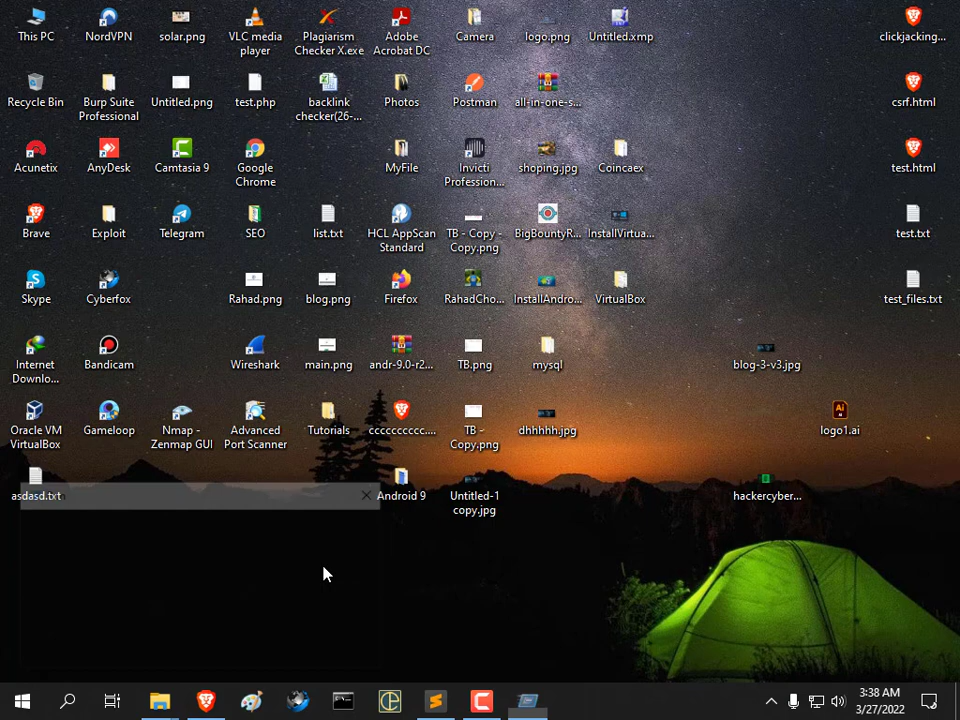 This PC
NordVPN
solar.png
VLC media
player
Plagiarism
Checker X.exe
Adobe
Acrobat DC
Camera
logo.png
Untitled.xmp
clickjacking...
Recycle Bin
Burp Suite
Professional
Untitled.png
test.php
backlink
checker(26-...
Photos
Postman
all-in-one-s...
csrf.html
Acunetix
AnyDesk
Camtasia 9
Google
Chrome
MyFile
Invicti
Profession...
shoping.jpg
Coincaex
test.html
Brave
Exploit
Telegram
SEO
list.txt
HCL AppScan
Standard
TB - Copy -
Copy.png
BigBountyR...
InstallVirtua...
test.txt
Skype
Cyberfox
Rahad.png
blog.png
Firefox
RahadCho...
InstallAndro...
VirtualBox
test_files.txt
Internet
Downlo...
Bandicam
Wireshark
main.png
andr-9.0-r2...
TB.png
mysql
blog-3-v3.jpg
Oracle VM
VirtualBox
Gameloop
Nmap -
Zenmap GUI
Advanced
Port Scanner
Tutorials
cccccccccc....
TB -
Copy.png
dhhhhh.jpg
Ai
logo1.ai
asdasd.txt
Android 9
Untitled-1
copy.jpg
hackercyber...
3:38 AM
3/27/2022